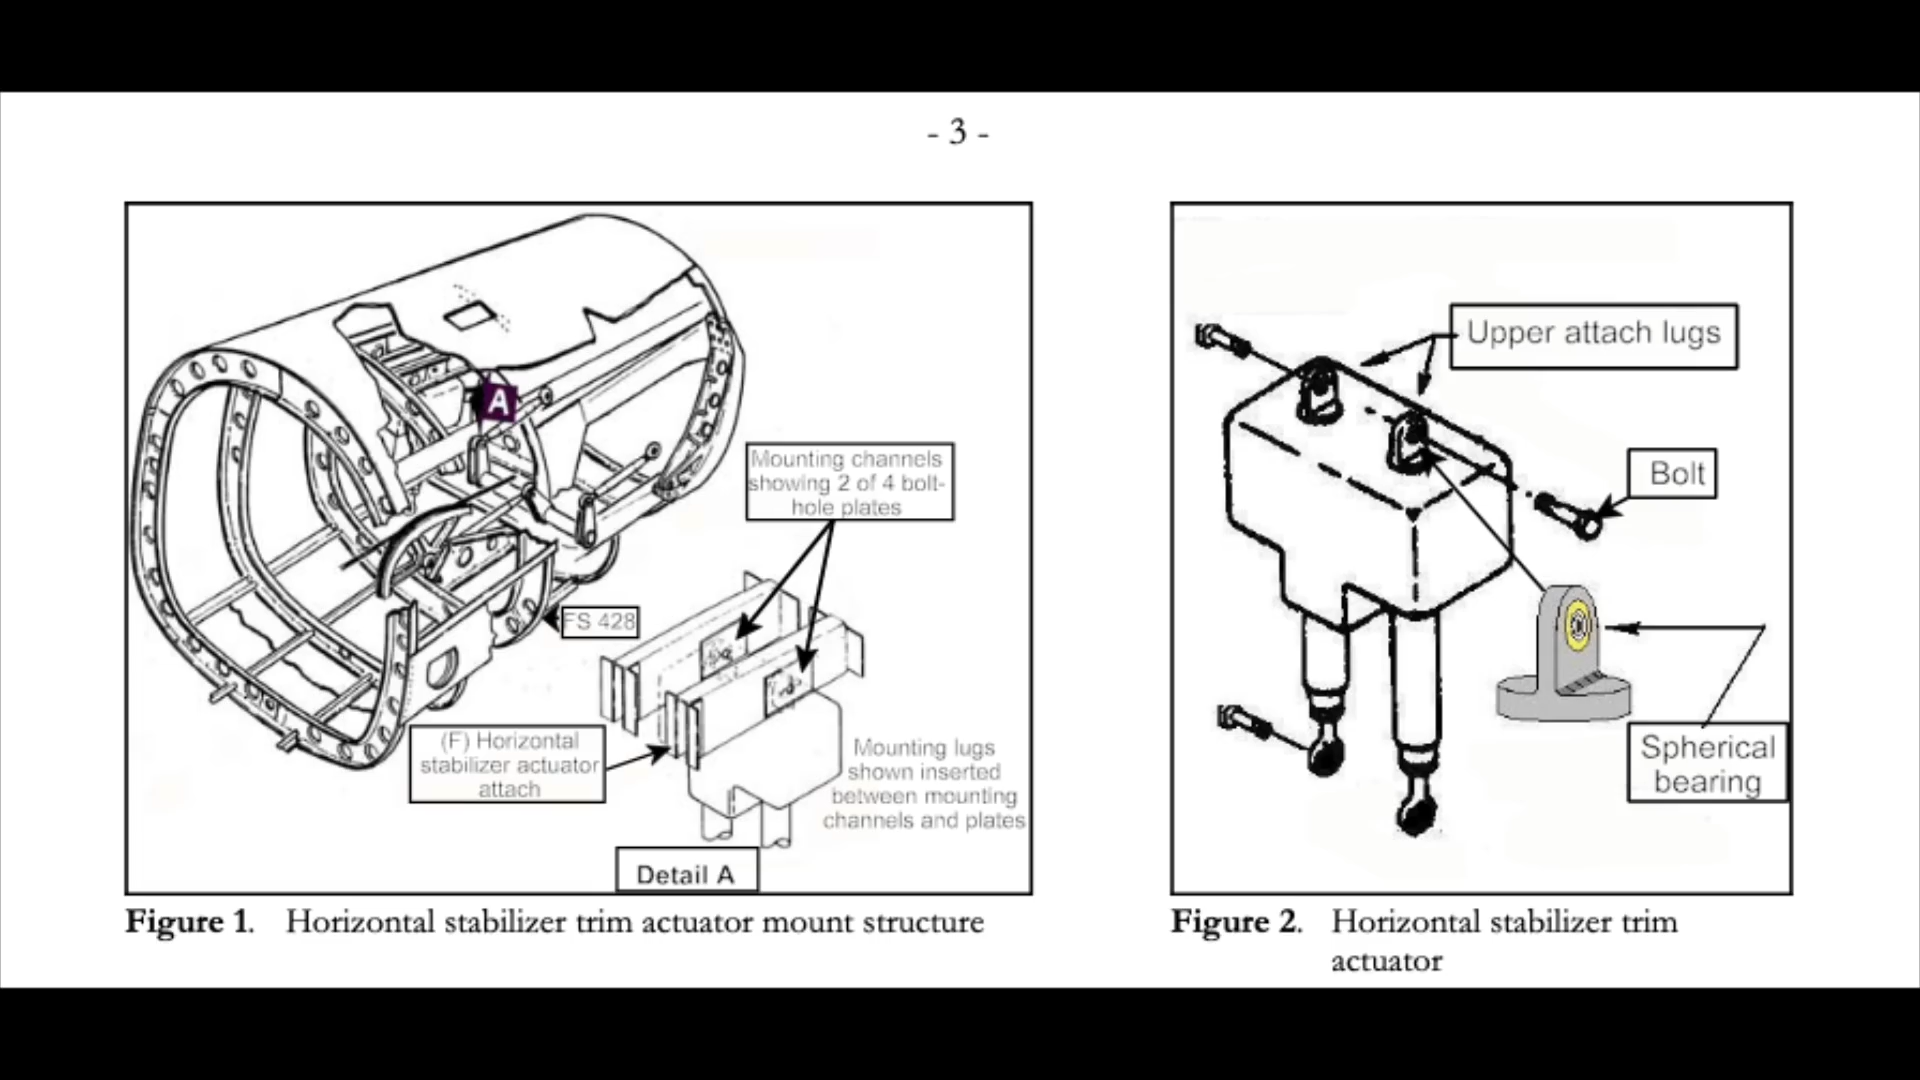 - 3 -
A
Mounting channels
showing 2 of 4 bolt-
hole plates
FS 428
(F) Horizontal
stabilizer actuator
attach
Mounting lugs
shown inserted
between mounting
channels and plates
Detail A
Figure 1. Horizontal stabilizer trim actuator mount structure
Upper attach lugs
Bolt
Spherical
bearing
Figure 2. Horizontal stabilizer trim
actuator